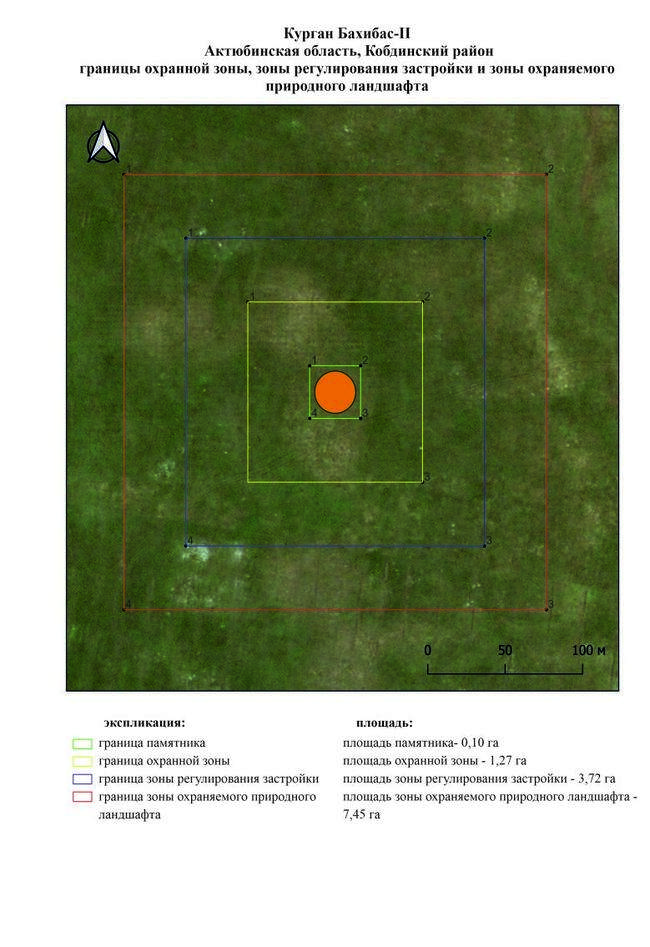 Курган Бахибас-II
Актюбинская область, Кобдинский район
границы охранной зоны, зоны регулирования застройки и зоны охраняемого
природного ландшафта
1
2
1
2
1
2
1
2
4
3
3
4
3
4
3
0 50 100 м
экспликация:
граница памятника
граница охранной зоны
граница зоны регулирования застройки
граница зоны охраняемого природного
ландшафта
площадь:
площадь памятника- 0,10 га
площадь охранной зоны - 1,27 га
площадь зоны регулирования застройки - 3,72 га
площадь зоны охраняемого природного ландшафта -
7,45 га